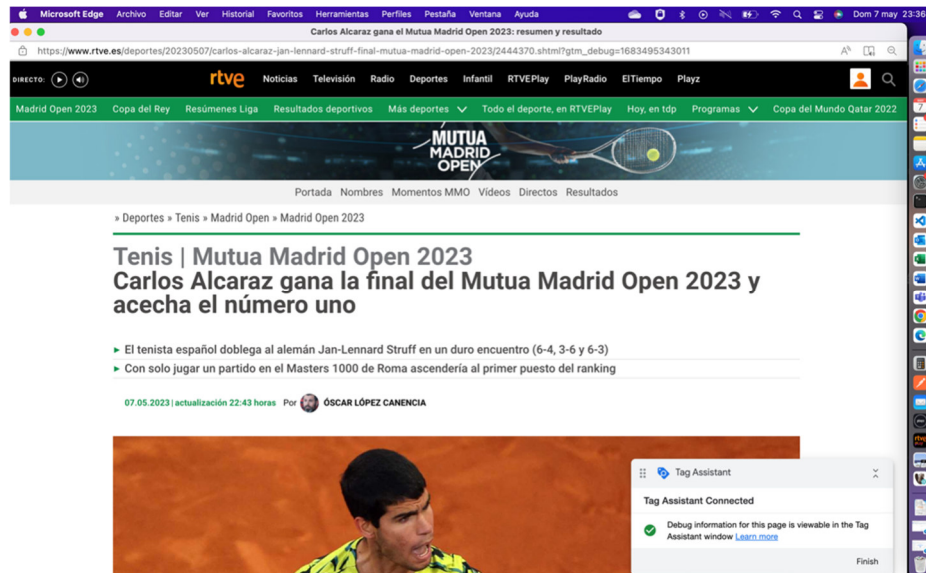 Microsoft Edge Archivo Editar Ver Historial Favoritos Herramientas Perfiles Pestaña Ventana Ayuda Dom 7 may 23:36
Carlos Alcaraz gana el Mutua Madrid Open 2023: resumen y resultado
https://www.rtve.es/deportes/20230507/carlos-alcaraz-jan-lennard-struff-final-mutua-madrid-open-2023/2444370.shtml?gtm_debug=1683495343011
DIRECTO: rtve Noticias Televisión Radio Deportes Infantil RTVEPlay PlayRadio ElTiempo Playz
Madrid Open 2023 Copa del Rey Resúmenes Liga Resultados deportivos Más deportes Todo el deporte, en RTVEPlay Hoy, en tdp Programas Copa del Mundo Qatar 2022
MUTUA
MADRID
OPEN
Portada Nombres Momentos MMO Vídeos Directos Resultados
» Deportes » Tenis » Madrid Open » Madrid Open 2023
Tenis | Mutua Madrid Open 2023
Carlos Alcaraz gana la final del Mutua Madrid Open 2023 y
acecha el número uno
El tenista español doblega al alemán Jan-Lennard Struff en un duro encuentro (6-4, 3-6 y 6-3)
Con solo jugar un partido en el Masters 1000 de Roma ascendería al primer puesto del ranking
07.05.2023 | actualización 22:43 horas Por ÓSCAR LÓPEZ CANENCIA
Tag Assistant
Tag Assistant Connected
Debug information for this page is viewable in the Tag
Assistant window Learn more
Finish